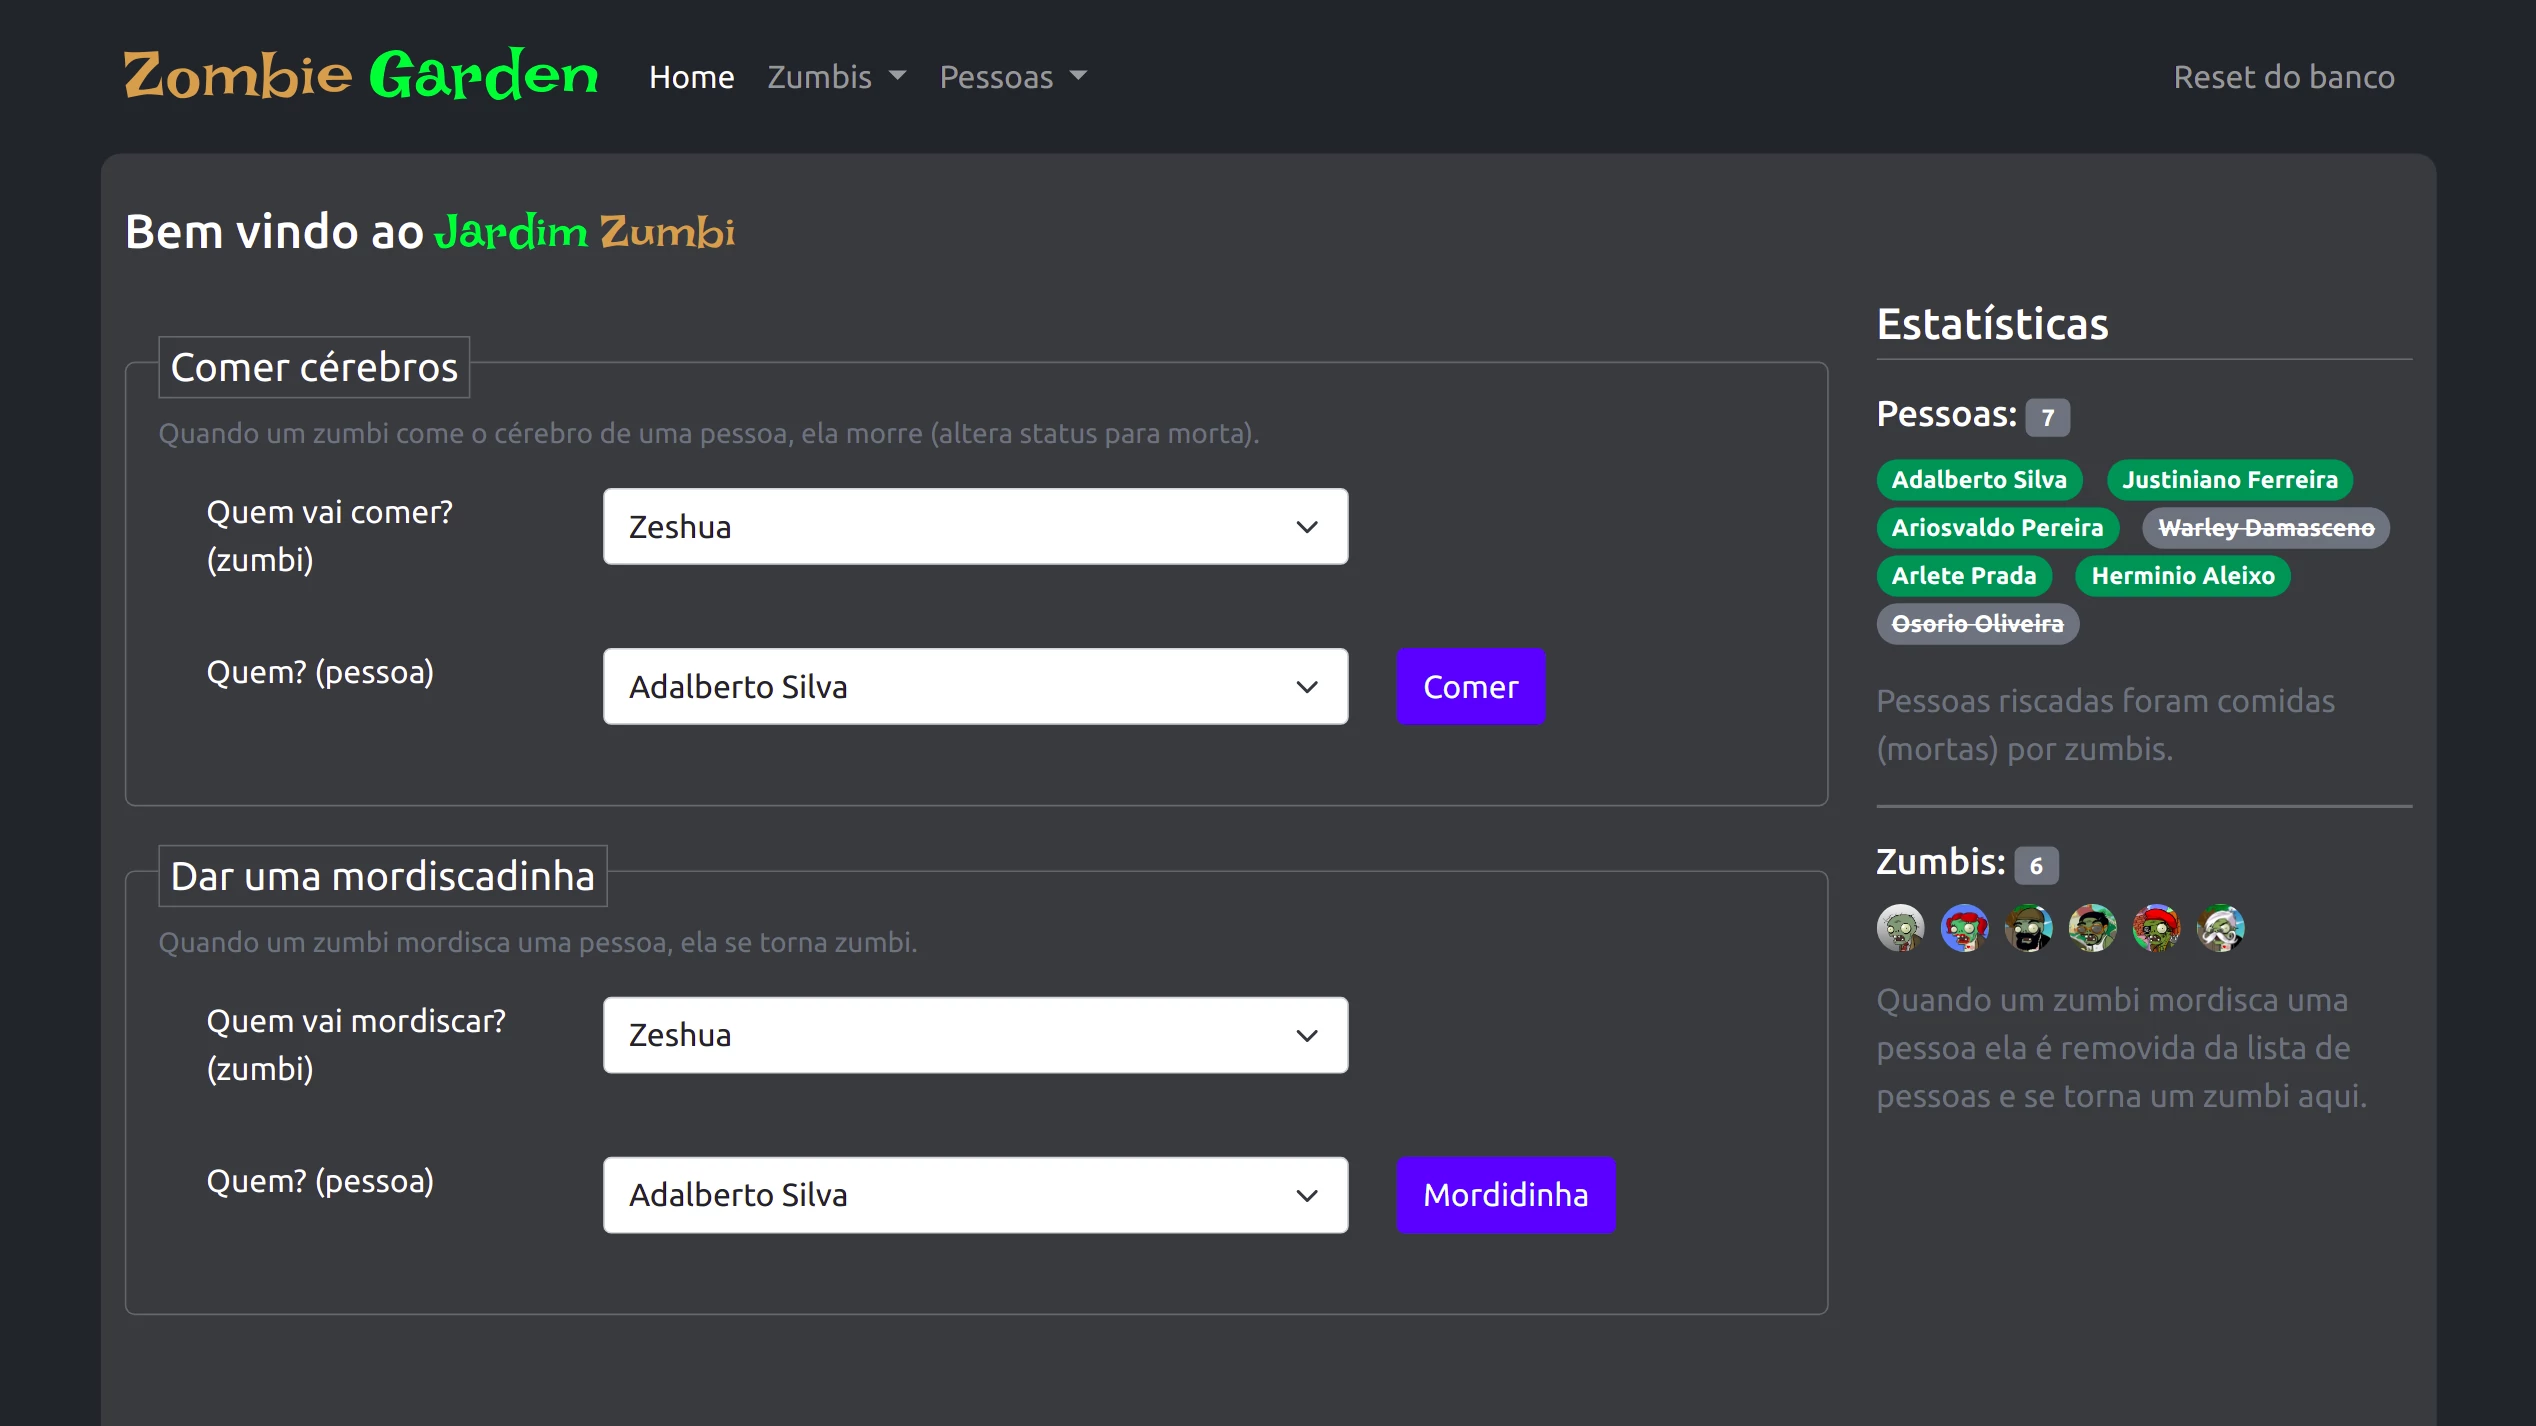 Zombie Garden Home Zumbis Pessoas Reset do banco
Bem vindo ao Jardim Zumbi
Comer cérebros
Quando um zumbi come o cérebro de uma pessoa, ela morre (altera status para morta).
Quem vai comer?
(zumbi)
Zeshua
Quem? (pessoa)
Adalberto Silva
Comer
Dar uma mordiscadinha
Quando um zumbi mordisca uma pessoa, ela se torna zumbi.
Quem vai mordiscar?
(zumbi)
Zeshua
Quem? (pessoa)
Adalberto Silva
Mordidinha
Estatísticas
Pessoas: 7
Adalberto Silva Justiniano Ferreira
Ariosvaldo Pereira Warley Damasceno
Arlete Prada Herminio Aleixo
Osorio Oliveira
Pessoas riscadas foram comidas
(mortas) por zumbis.
Zumbis: 6
Quando um zumbi mordisca uma
pessoa ela é removida da lista de
pessoas e se torna um zumbi aqui.